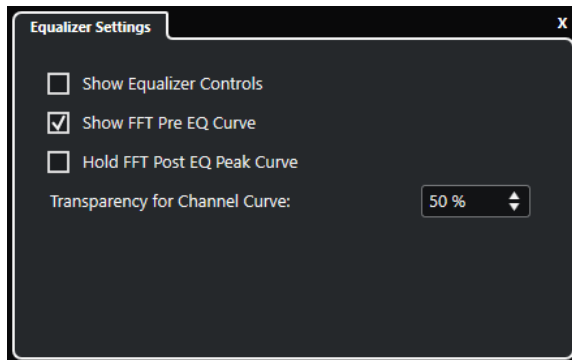 Equalizer Settings
X
Show Equalizer Controls
Show FFT Pre EQ Curve
Hold FFT Post EQ Peak Curve
Transparency for Channel Curve: 50 %